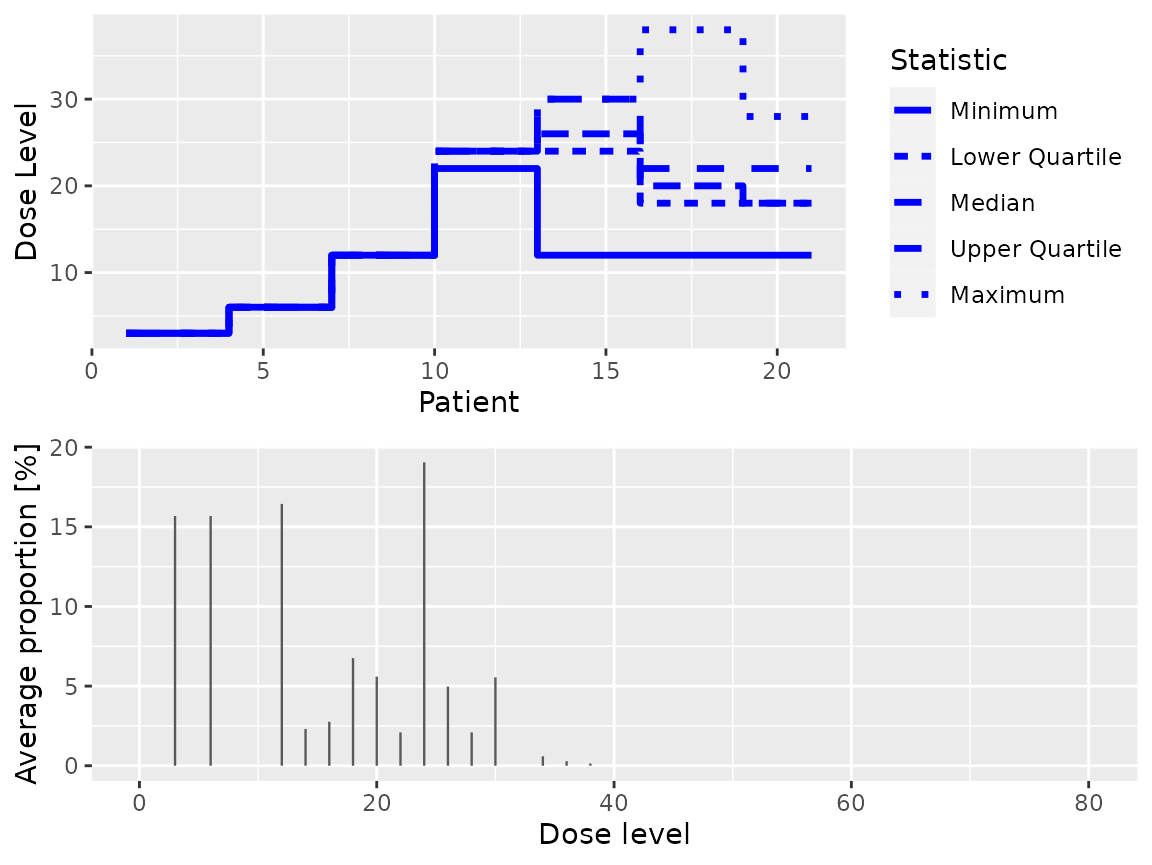 Dose Level
30
20
10
0
5
10
15
20
Patient
Statistic
Minimum
Lower Quartile
Median
Upper Quartile
Maximum
Average proportion [%]
20
15
10
5
0
0
20
40
60
80
Dose level